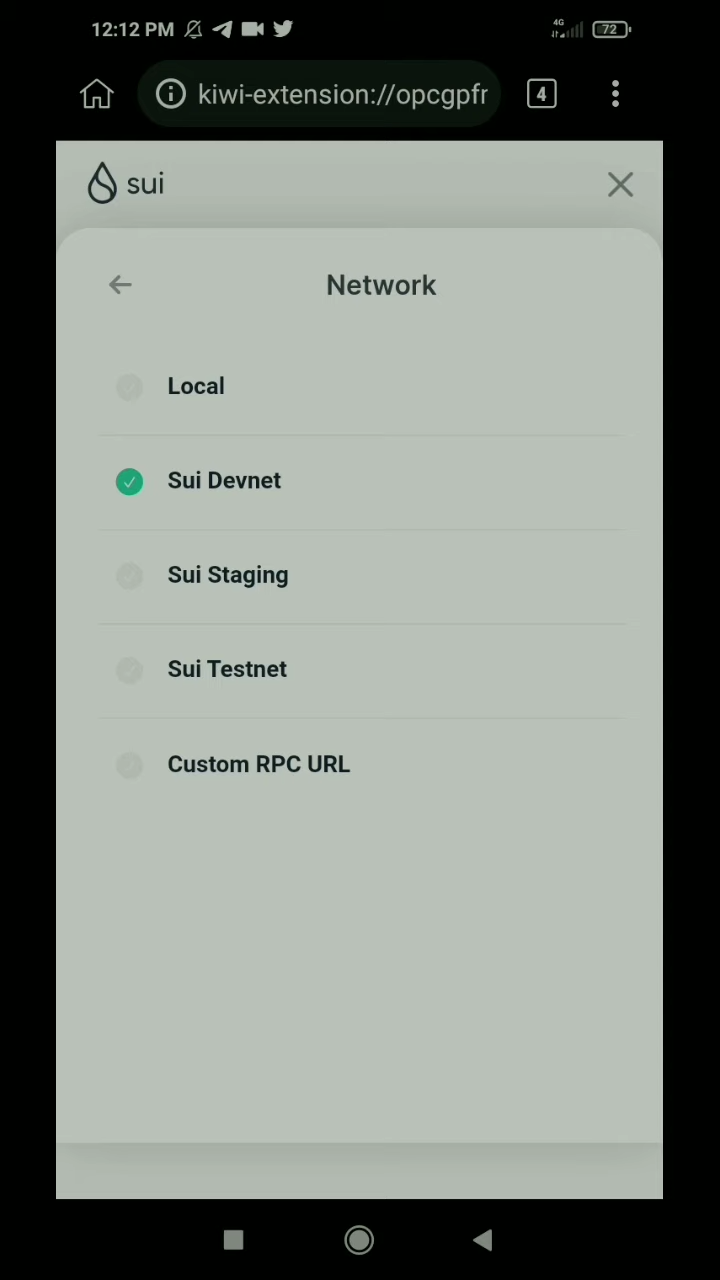 12:12 PM
4G
72
kiwi-extension://opcgpfr
4
sui
Network
Local
Sui Devnet
Sui Staging
Sui Testnet
Custom RPC URL